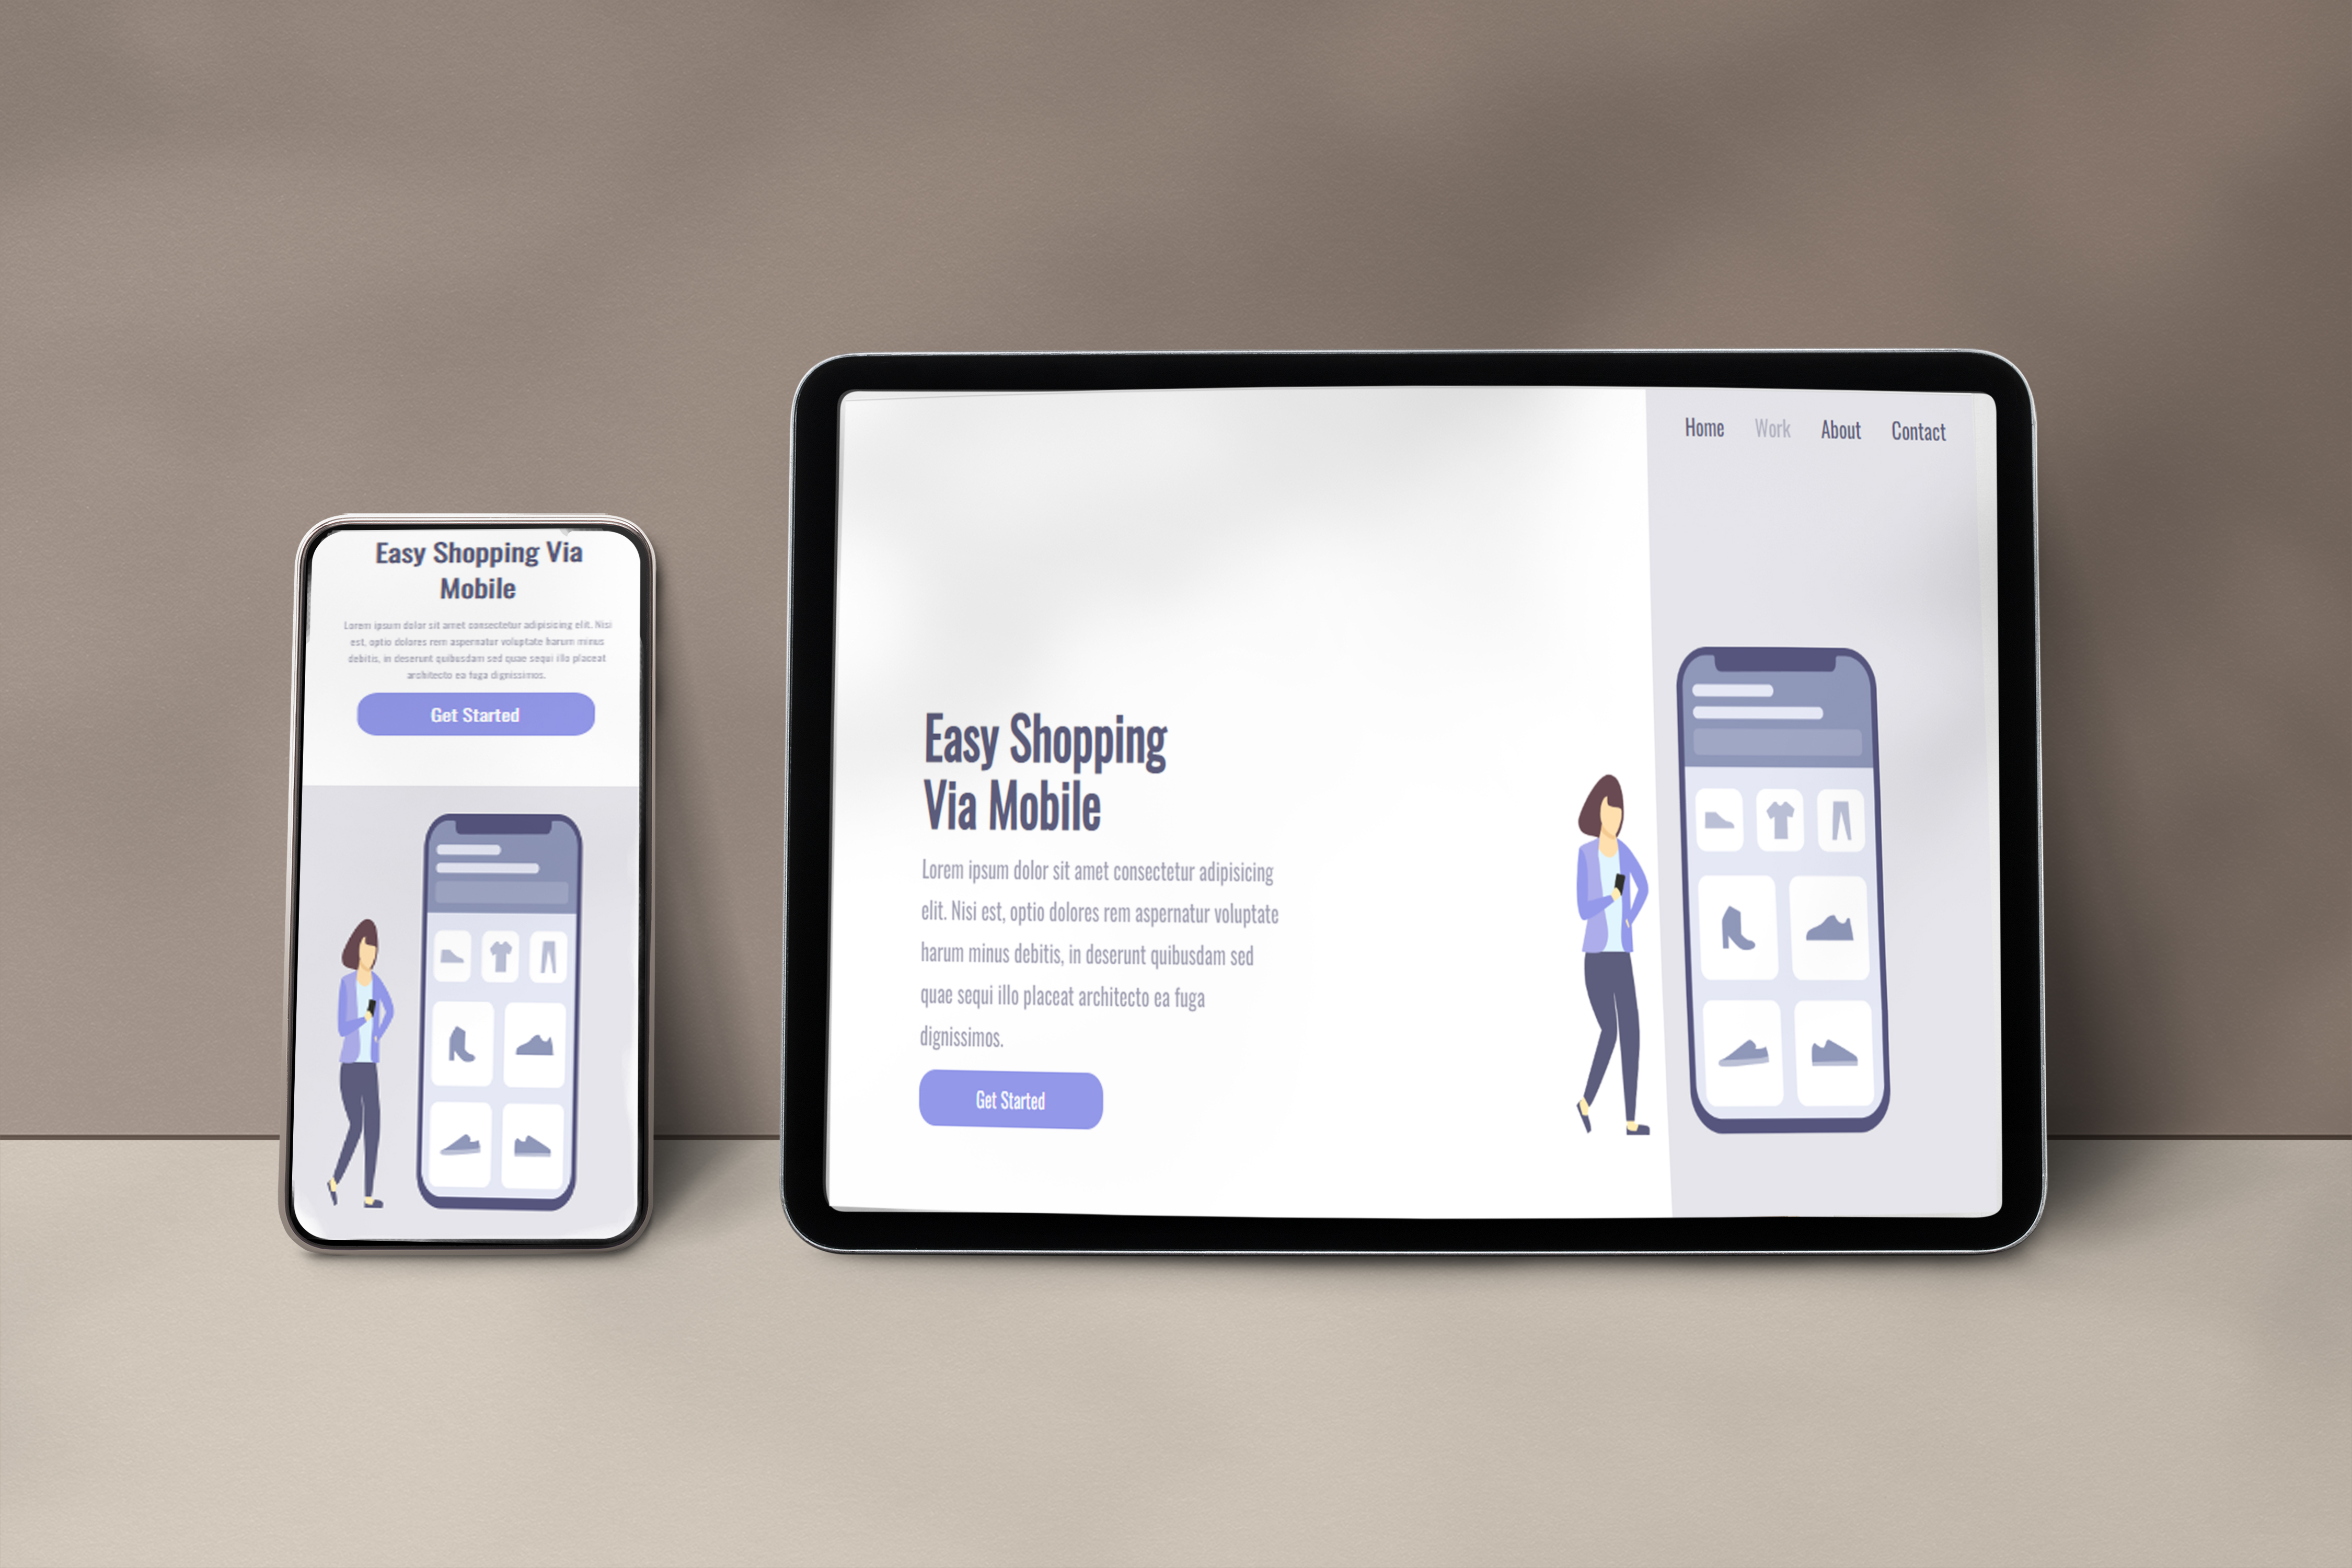 Easy Shopping Via
Mobile
Lorem ipsum dolor sit amet consectetur adipisicing elit. Nisi
est, optio dolores rem aspernatur voluptate harum minus
debitis, in deserunt quibusdam sed quae sequi illo placeat
architecto ea fuga dignissimos.
Get Started
Home Work About Contact
Easy Shopping
Via Mobile
Lorem ipsum dolor sit amet consectetur adipisicing
elit. Nisi est, optio dolores rem aspernatur voluptate
harum minus debitis, in deserunt quibusdam sed
quae sequi illo placeat architecto ea fuga
dignissimos.
Get Started